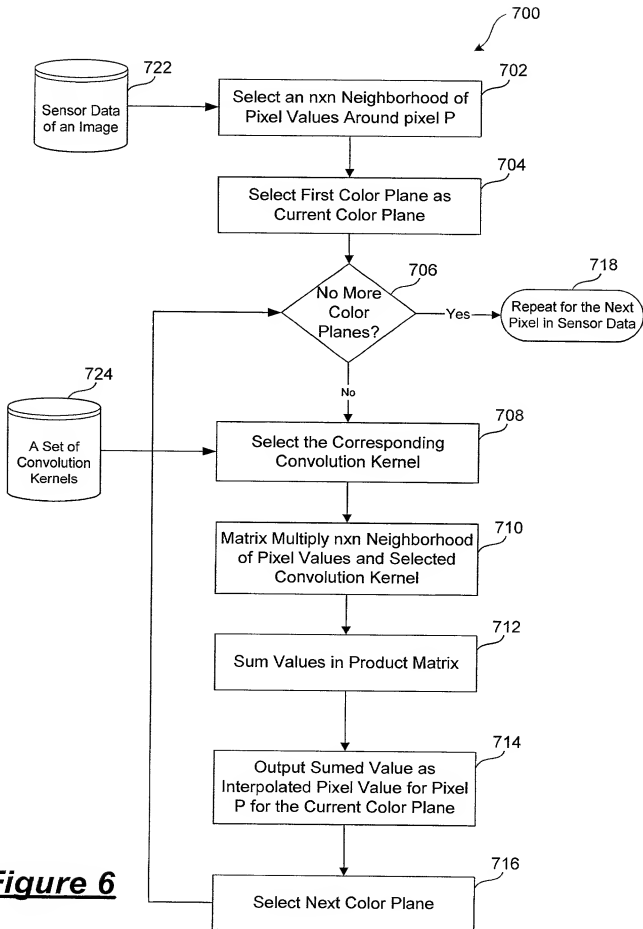 700
722
Sensor Data
of an Image
702
Select an nxn Neighborhood of
Pixel Values Around pixel P
704
Select First Color Plane as
Current Color Plane
706
No More
Color
Planes?
Yes
718
Repeat for the Next
Pixel in Sensor Data
No
724
A Set of
Convolution
Kernels
708
Select the Corresponding
Convolution Kernel
710
Matrix Multiply nxn Neighborhood
of Pixel Values and Selected
Convolution Kernel
712
Sum Values in Product Matrix
714
Output Sumed Value as
Interpolated Pixel Value for Pixel
P for the Current Color Plane
716
Select Next Color Plane
Figure 6